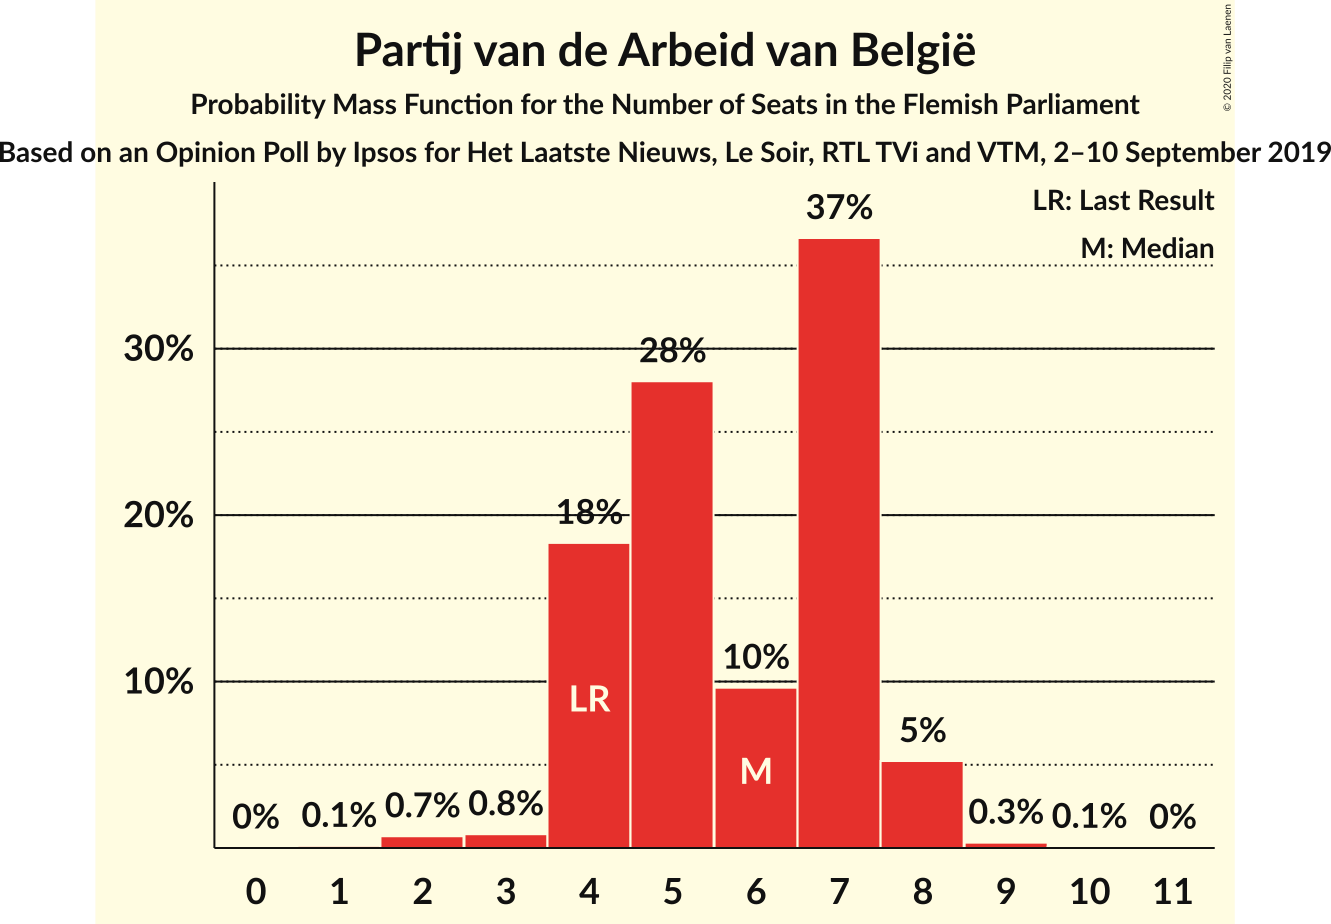 Partij van de Arbeid van België
Probability Mass Function for the Number of Seats in the Flemish Parliament
Based on an Opinion Poll by Ipsos for Het Laatste Nieuws, Le Soir, RTL TVi and VTM, 2–10 September 2019
© 2020 Filip van Laenen
LR: Last Result
M: Median
37%
30%
28%
20%
18%
10%
10%
LR
5%
M
0% 0.1% 0.7% 0.8% 0.3% 0.1% 0%
0 1 2 3 4 5 6 7 8 9 10 11